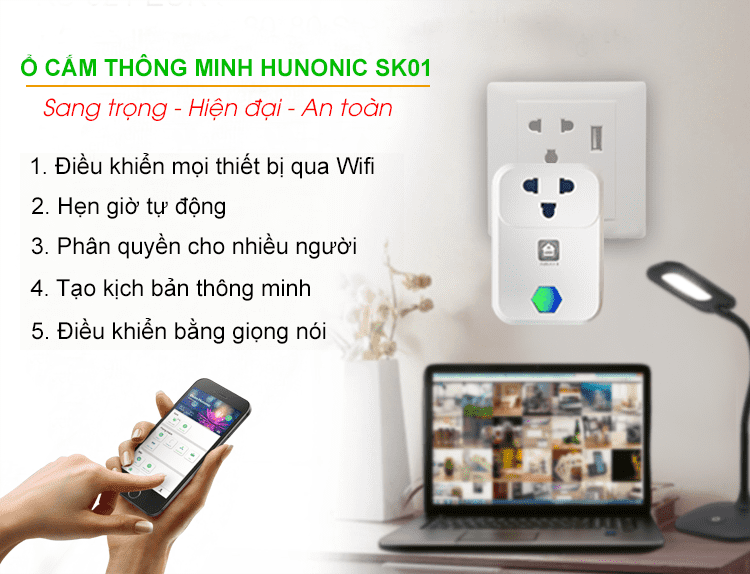 Ổ CẮM THÔNG MINH HUNONIC SK01
Sang trọng - Hiện đại - An toàn
1. Điều khiển mọi thiết bị qua Wifi
2. Hẹn giờ tự động
3. Phân quyền cho nhiều người
4. Tạo kịch bản thông minh
5. Điều khiển bằng giọng nói